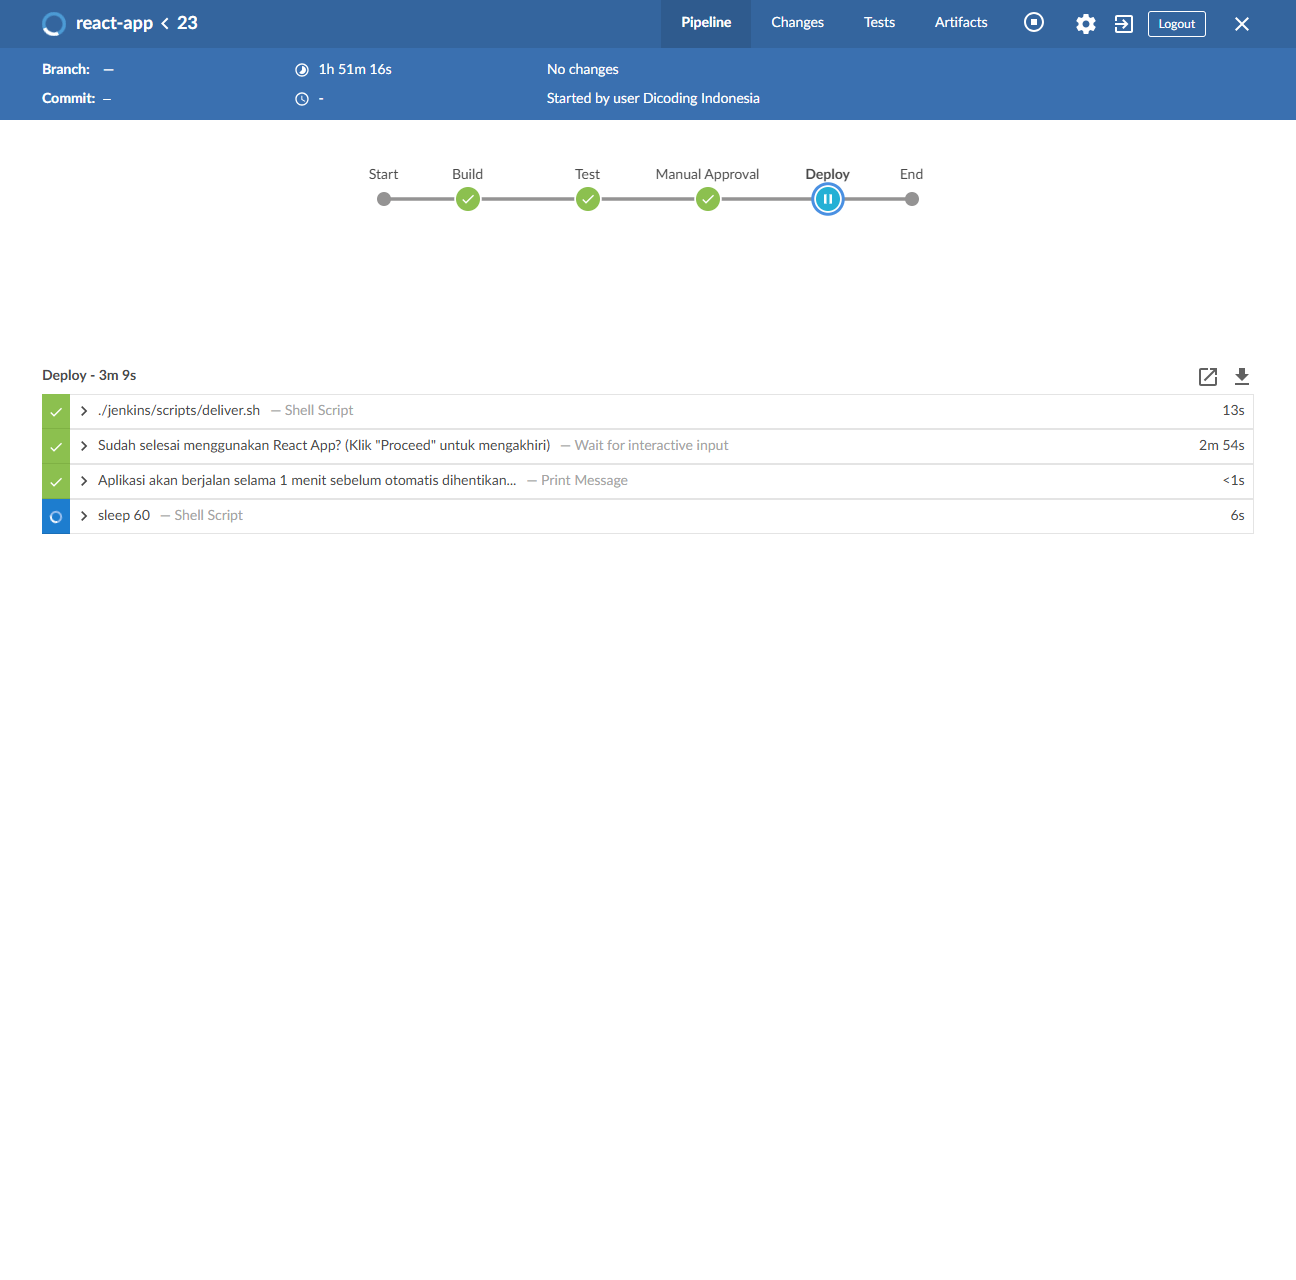 react-app < 23
Pipeline Changes Tests Artifacts Logout
Branch: —
1h 51m 16s
No changes
Commit: –
-
Started by user Dicoding Indonesia
Start Build Test Manual Approval Deploy End
Deploy - 3m 9s
./jenkins/scripts/deliver.sh — Shell Script 13s
Sudah selesai menggunakan React App? (Klik "Proceed" untuk mengakhiri) — Wait for interactive input 2m 54s
Aplikasi akan berjalan selama 1 menit sebelum otomatis dihentikan... — Print Message <1s
sleep 60 — Shell Script 6s